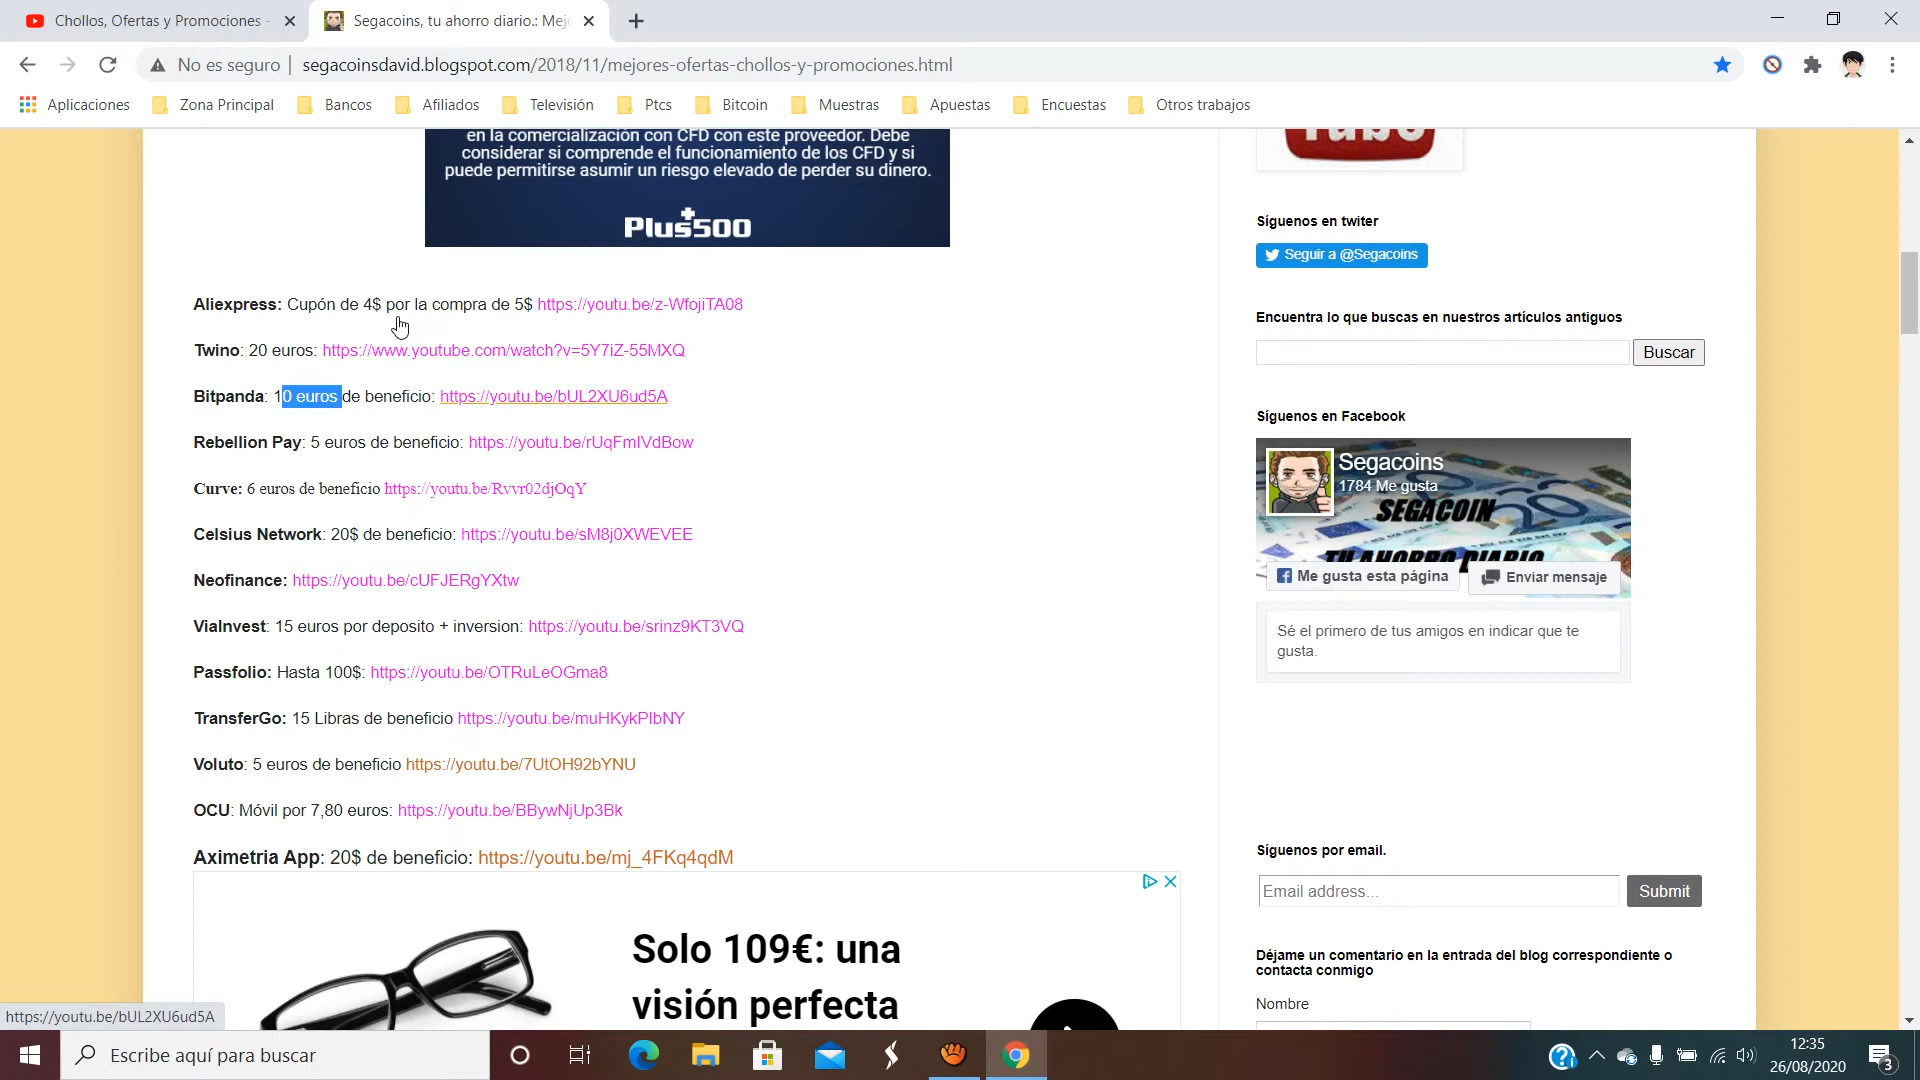 Chollos, Ofertas y Promociones -
Segacoins, tu ahorro diario.: Mej
No es seguro
segacoinsdavid.blogspot.com/2018/11/mejores-ofertas-chollos-y-promociones.html
Aplicaciones
Zona Principal
Bancos
Afiliados
Televisión
Ptcs
Bitcoin
Muestras
Apuestas
Encuestas
Otros trabajos
en la comercialización con CFD con este proveedor. Debe
considerar si comprende el funcionamiento de los CFD y si
puede permitirse asumir un riesgo elevado de perder su dinero.
Plus500
Aliexpress: Cupón de 4$ por la compra de 5$ https://youtu.be/z-WfojiTA08
Twino: 20 euros: https://www.youtube.com/watch?v=5Y7iZ-55MXQ
Bitpanda: 10 euros de beneficio: https://youtu.be/bUL2XU6ud5A
Rebellion Pay: 5 euros de beneficio: https://youtu.be/rUqFmIVdBow
Curve: 6 euros de beneficio https://youtu.be/Rvvr02djOqY
Celsius Network: 20$ de beneficio: https://youtu.be/sM8j0XWEVEE
Neofinance: https://youtu.be/cUFJERgYXtw
ViaInvest: 15 euros por deposito + inversion: https://youtu.be/srinz9KT3VQ
Passfolio: Hasta 100$: https://youtu.be/OTRuLeOGma8
TransferGo: 15 Libras de beneficio https://youtu.be/muHKykPIbNY
Voluto: 5 euros de beneficio https://youtu.be/7UtOH92bYNU
OCU: Móvil por 7,80 euros: https://youtu.be/BBywNjUp3Bk
Aximetria App: 20$ de beneficio: https://youtu.be/mj_4FKq4qdM
Solo 109€: una
visión perfecta
Tube
Síguenos en twiter
Seguir a @Segacoins
Encuentra lo que buscas en nuestros artículos antiguos
Buscar
Síguenos en Facebook
Segacoins
1784 Me gusta
SEGACOIN
TU AHORRO DIARIO
Me gusta esta página
Enviar mensaje
Sé el primero de tus amigos en indicar que te
gusta.
Síguenos por email.
Email address...
Submit
Déjame un comentario en la entrada del blog correspondiente o
contacta conmigo
Nombre
https://youtu.be/bUL2XU6ud5A
Escribe aquí para buscar
12:35
26/08/2020
3